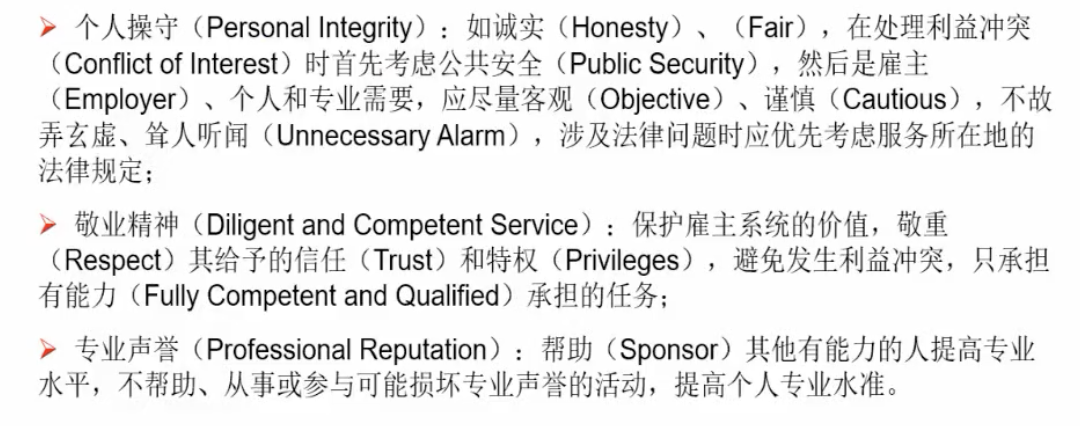 ➢ 个人操守（Personal Integrity）：如诚实（Honesty）、（Fair），在处理利益冲突
（Conflict of Interest）时首先考虑公共安全（Public Security），然后是雇主
（Employer）、个人和专业需要，应尽量客观（Objective）、谨慎（Cautious），不故
弄玄虚、耸人听闻（Unnecessary Alarm），涉及法律问题时应优先考虑服务所在地的
法律规定；
➢ 敬业精神（Diligent and Competent Service）：保护雇主系统的价值，敬重
（Respect）其给予的信任（Trust）和特权（Privileges），避免发生利益冲突，只承担
有能力（Fully Competent and Qualified）承担的任务；
➢ 专业声誉（Professional Reputation）：帮助（Sponsor）其他有能力的人提高专业
水平，不帮助、从事或参与可能损坏专业声誉的活动，提高个人专业水准。